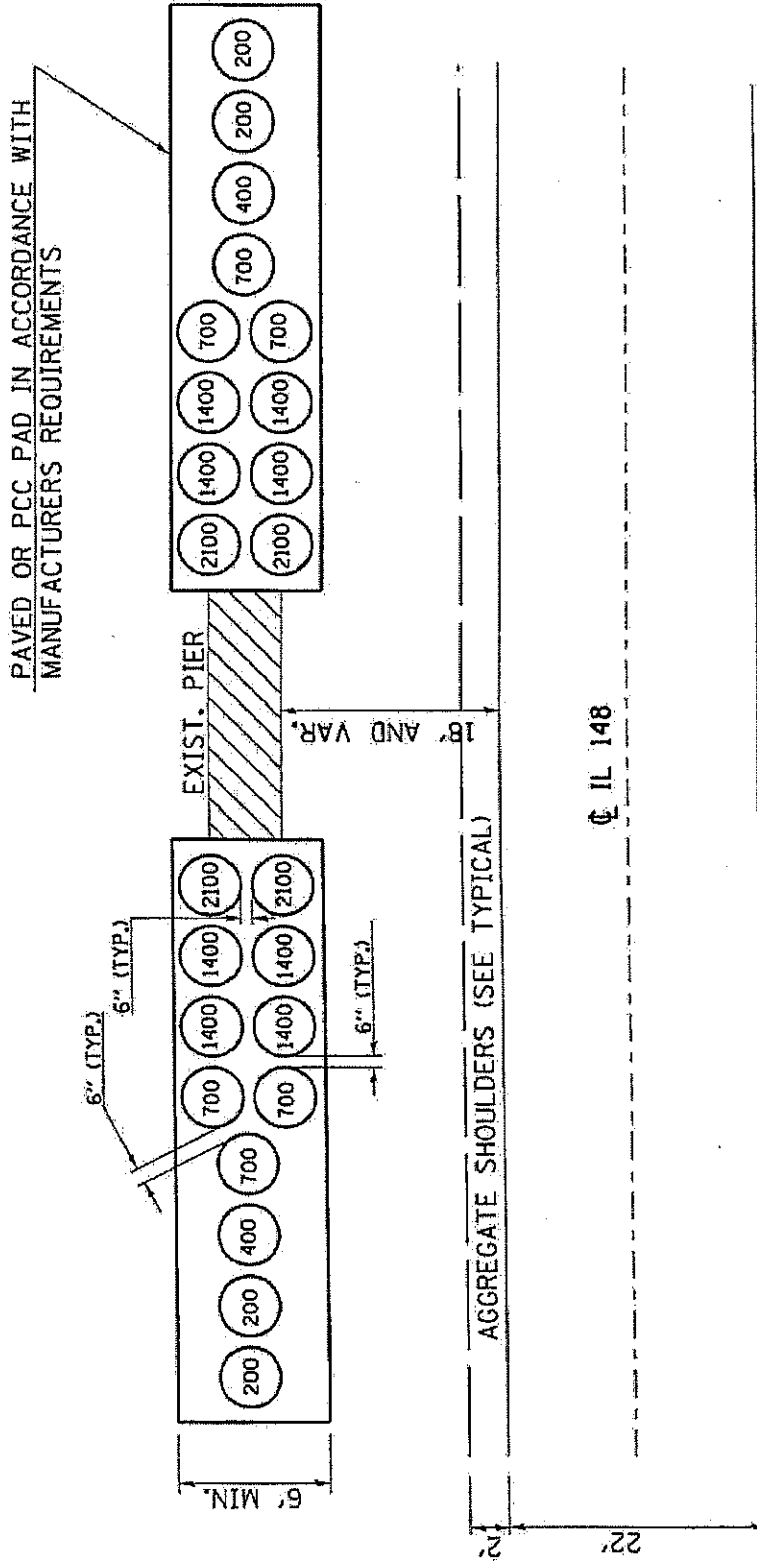 PAVED OR PCC PAD IN ACCORDANCE WITH
MANUFACTURERS REQUIREMENTS
6" (TYP.)
6" (TYP.)
6" (TYP.)
6' MIN.
200
200
400
700
700
1400
1400
2100
700
1400
1400
2100
EXIST. PIER
2100
1400
1400
700
2100
1400
1400
700
700
400
200
200
18' AND VAR.
AGGREGATE SHOULDERS (SEE TYPICAL)
2'
22'
℄ IL 148